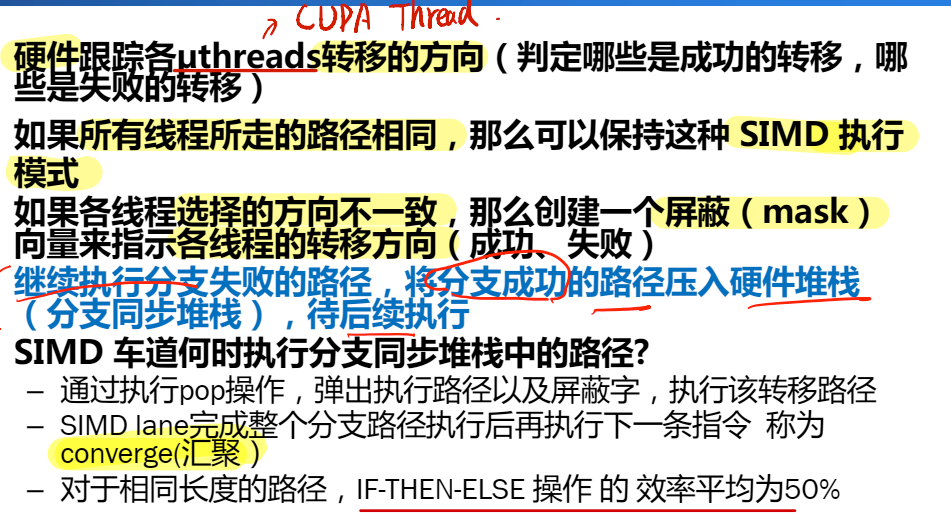 CUDA Thread.
硬件跟踪各μthreads转移的方向（判定哪些是成功的转移，哪
些是失败的转移）
如果所有线程所走的路径相同，那么可以保持这种 SIMD 执行
模式
如果各线程选择的方向不一致，那么创建一个屏蔽（mask）
向量来指示各线程的转移方向（成功、失败）
继续执行分支失败的路径，将分支成功的路径压入硬件堆栈
（分支同步堆栈），待后续执行
SIMD 车道何时执行分支同步堆栈中的路径?
– 通过执行pop操作，弹出执行路径以及屏蔽字，执行该转移路径
– SIMD lane完成整个分支路径执行后再执行下一条指令 称为
converge(汇聚）
– 对于相同长度的路径，IF-THEN-ELSE 操作 的 效率平均为50%